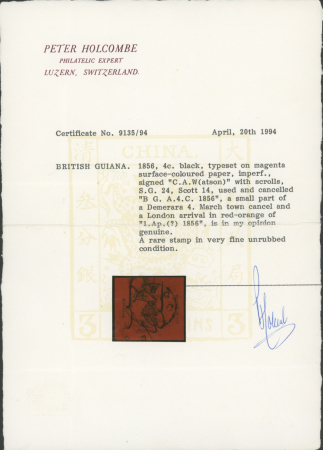 PETER HOLCOMBE
PHILATELIC EXPERT
LUZERN, SWITZERLAND.
Certificate No. 9135/94 April, 20th 1994
BRITISH GUIANA. 1856, 4c. black, typeset on magenta
surface-coloured paper, imperf.,
signed "C.A.W(atson)" with scrolls,
S.G. 24, Scott 14, used and cancelled
"B G. A.4.C. 1856", a small part of
a Demerara 4. March town cancel and
a London arrival in red-orange of
"1.Ap.(?) 1856", is in my opinion
genuine.
A rare stamp in very fine unrubbed
condition.
CHINA
3 3